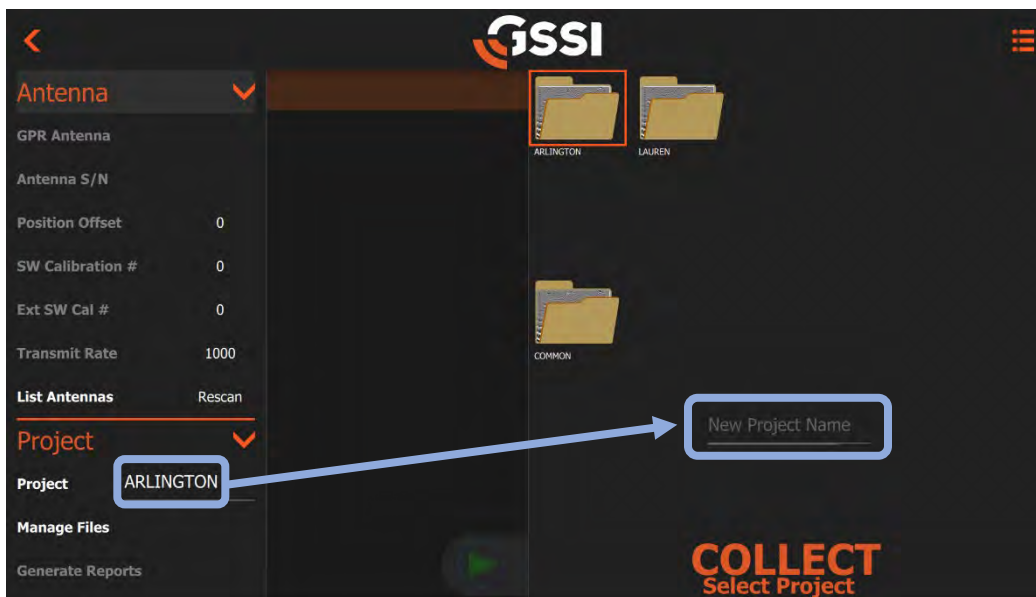 GSSI
Antenna
GPR Antenna
Antenna S/N
Position Offset 0
SW Calibration # 0
Ext SW Cal # 0
Transmit Rate 1000
List Antennas Rescan
Project
Project ARLINGTON
Manage Files
Generate Reports
ARLINGTON LAUREN
COMMON
New Project Name
COLLECT
Select Project